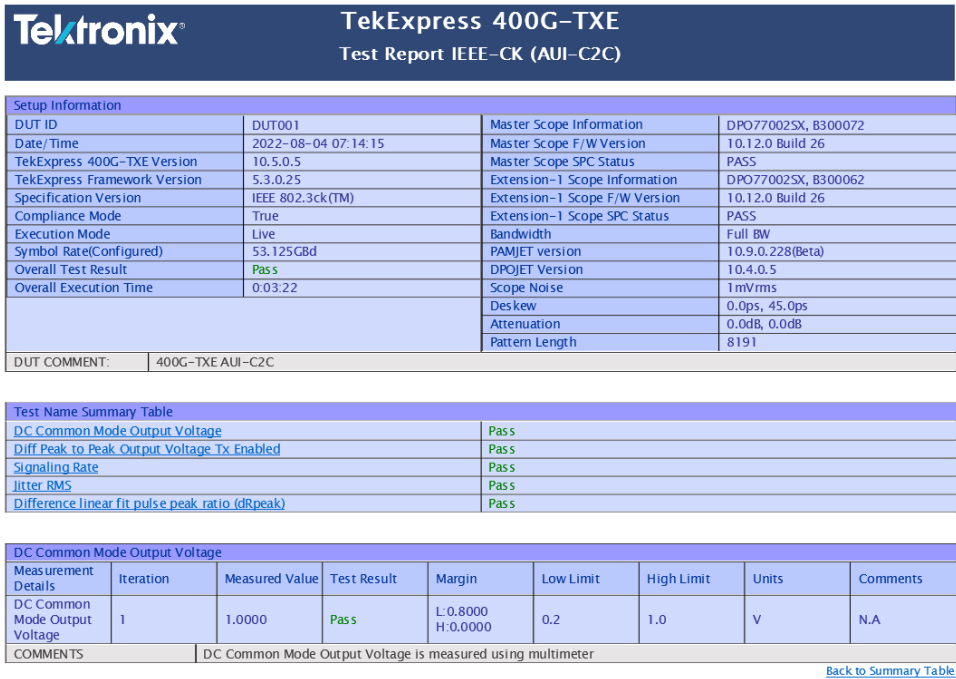 Tektronix®
TekExpress 400G-TXE
Test Report IEEE-CK (AUI-C2C)
Setup Information
DUT ID DUT001 Master Scope Information DPO77002SX, B300072
Date/Time 2022-08-04 07:14:15 Master Scope F/W Version 10.12.0 Build 26
TekExpress 400G-TXE Version 10.5.0.5 Master Scope SPC Status PASS
TekExpress Framework Version 5.3.0.25 Extension-1 Scope Information DPO77002SX, B300062
Specification Version IEEE 802.3ck(TM) Extension-1 Scope F/W Version 10.12.0 Build 26
Compliance Mode True Extension-1 Scope SPC Status PASS
Execution Mode Live Bandwidth Full BW
Symbol Rate(Configured) 53.125GBd PAMJET version 10.9.0.228(Beta)
Overall Test Result Pass DPOJET Version 10.4.0.5
Overall Execution Time 0:03:22 Scope Noise 1mVrms
Deskew 0.0ps, 45.0ps
Attenuation 0.0dB, 0.0dB
Pattern Length 8191
DUT COMMENT: 400G-TXE AUI-C2C
Test Name Summary Table
DC Common Mode Output Voltage Pass
Diff Peak to Peak Output Voltage Tx Enabled Pass
Signaling Rate Pass
Jitter RMS Pass
Difference linear fit pulse peak ratio (dRpeak) Pass
DC Common Mode Output Voltage
Measurement Details Iteration Measured Value Test Result Margin Low Limit High Limit Units Comments
DC Common Mode Output Voltage 1 1.0000 Pass L:0.8000 H:0.0000 0.2 1.0 V N.A
COMMENTS DC Common Mode Output Voltage is measured using multimeter
Back to Summary Table